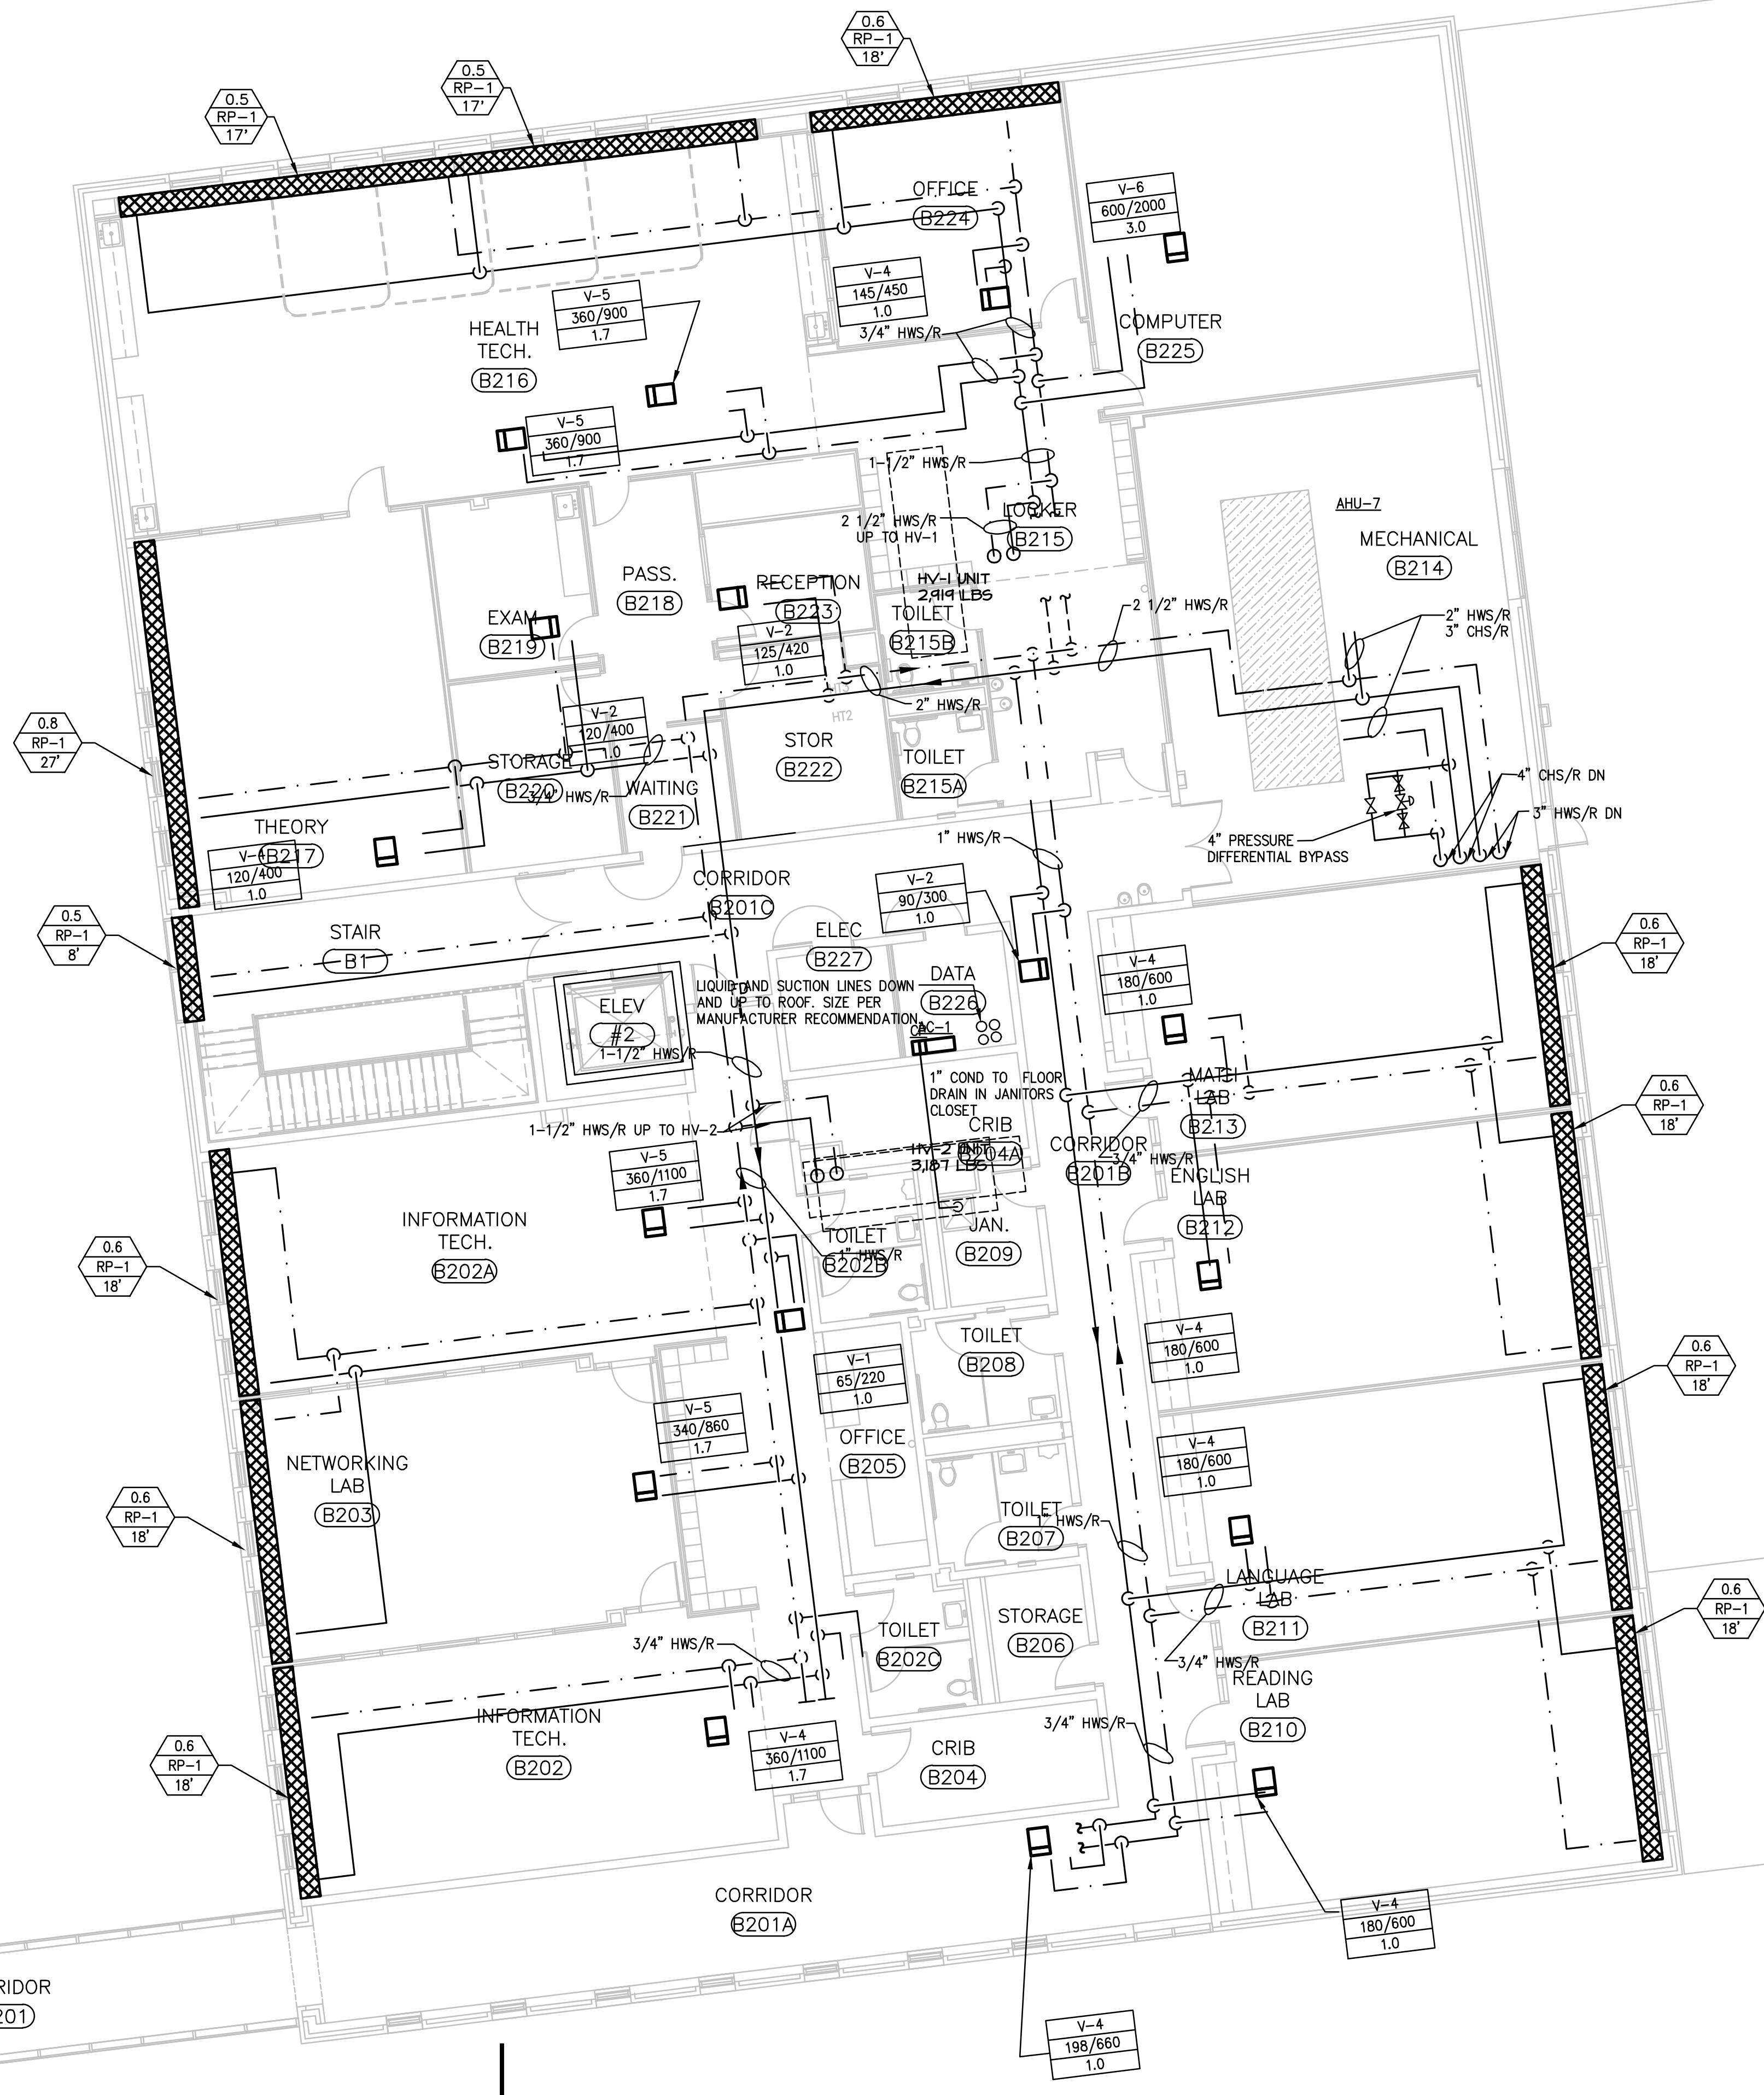 0.6
RP-1
18'
0.5
RP-1
17'
0.5
RP-1
17'
OFFICE
B224
V-6
600/2000
3.0
V-4
145/450
1.0
V-5
360/900
1.7
HEALTH
TECH.
B216
3/4" HWS/R
COMPUTER
B225
V-5
360/900
1.7
1-1/2" HWS/R
2 1/2" HWS/R
UP TO HV-1
LOCKER
B215
AHU-7
MECHANICAL
B214
PASS.
B218
RECEPTION
B223
HV-1 UNIT
2,919 LBS
TOILET
B215B
2 1/2" HWS/R
2" HWS/R
3" CHS/R
EXAM
B219
V-2
125/420
1.0
HT3
HT2
2" HWS/R
V-2
120/400
1.0
0.8
RP-1
27'
STORAGE
B220
3/4" HWS/R
WAITING
B221
STOR
B222
TOILET
B215A
4" CHS/R DN
3" HWS/R DN
4" PRESSURE
DIFFERENTIAL BYPASS
THEORY
B217
V-4
120/400
1.0
1" HWS/R
CORRIDOR
B201C
V-2
90/300
1.0
0.5
RP-1
8'
STAIR
B1
ELEC
B227
DATA
B226
LIQUID AND SUCTION LINES DOWN
AND UP TO ROOF. SIZE PER
MANUFACTURER RECOMMENDATION.
V-4
180/600
1.0
0.6
RP-1
18'
ELEV
#2
1-1/2" HWS/R
CP
AC-1
1" COND TO FLOOR
DRAIN IN JANITORS
CLOSET
MATH
LAB
B213
0.6
RP-1
18'
1-1/2" HWS/R UP TO HV-2
CRIB
B204A
HV-2 UNIT
3,187 LBS
CORRIDOR
B201B
3/4" HWS/R
ENGLISH
LAB
B212
V-5
360/1100
1.7
INFORMATION
TECH.
B202A
TOILET
B202B
1" HWS/R
JAN.
B209
0.6
RP-1
18'
V-1
65/220
1.0
TOILET
B208
V-4
180/600
1.0
0.6
RP-1
18'
V-5
340/860
1.7
OFFICE
B205
V-4
180/600
1.0
NETWORKING
LAB
B203
0.6
RP-1
18'
TOILET
B207
1" HWS/R
LANGUAGE
LAB
B211
0.6
RP-1
18'
3/4" HWS/R
TOILET
B202C
STORAGE
B206
3/4" HWS/R
READING
LAB
B210
INFORMATION
TECH.
B202
0.6
RP-1
18'
V-4
360/1100
1.7
CRIB
B204
3/4" HWS/R
CORRIDOR
B201A
V-4
180/600
1.0
RIDOR
201
V-4
198/660
1.0